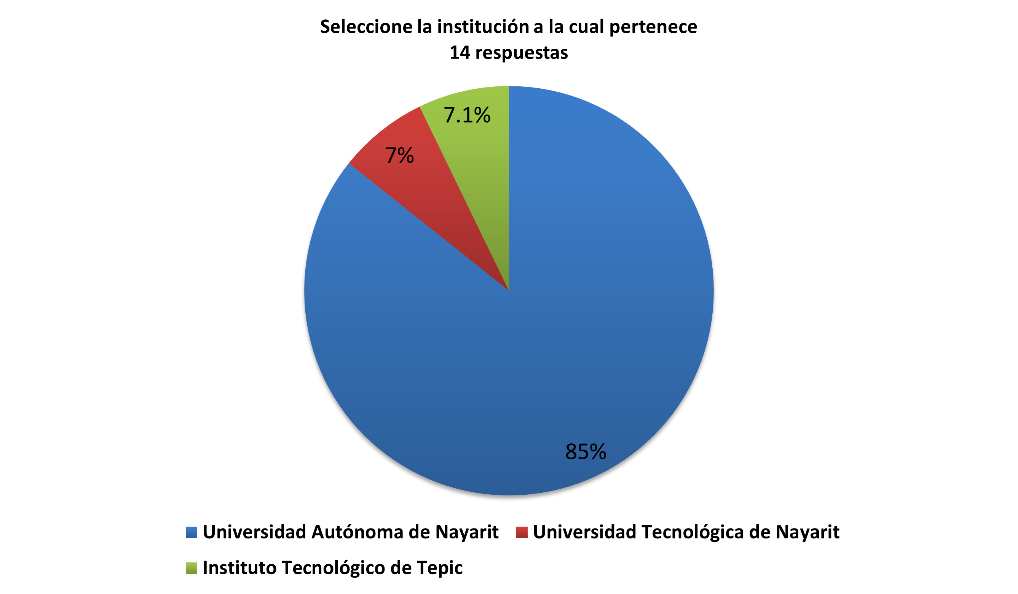 Seleccione la institución a la cual pertenece
14 respuestas
7.1%
7%
85%
Universidad Autónoma de Nayarit
Universidad Tecnológica de Nayarit
Instituto Tecnológico de Tepic